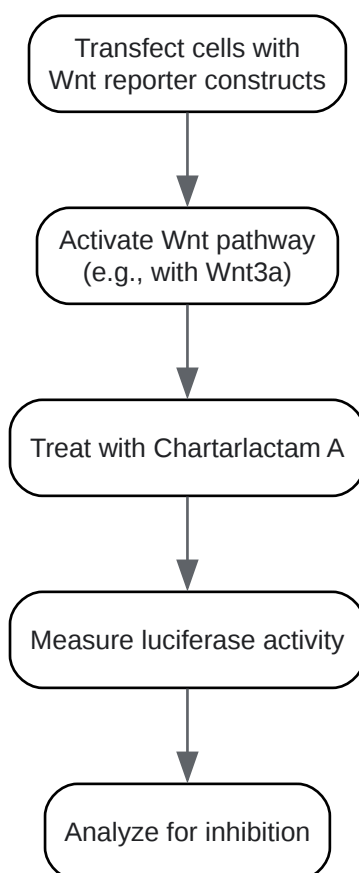 Transfect cells with
Wnt reporter constructs
Activate Wnt pathway
(e.g., with Wnt3a)
Treat with Chartarlactam A
Measure luciferase activity
Analyze for inhibition